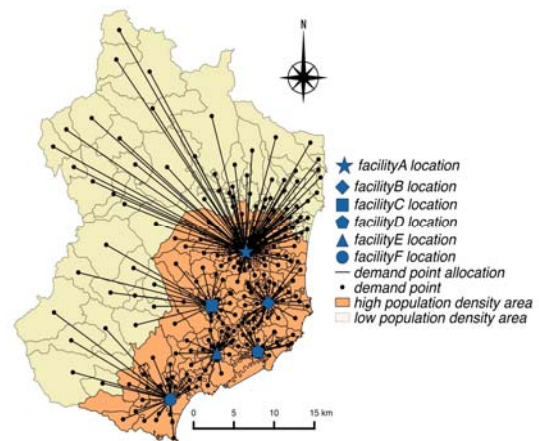 N
facilityA location
facilityB location
facilityC location
facilityD location
facilityE location
facilityF location
demand point allocation
demand point
high population density area
low population density area
0 5 10 15 km